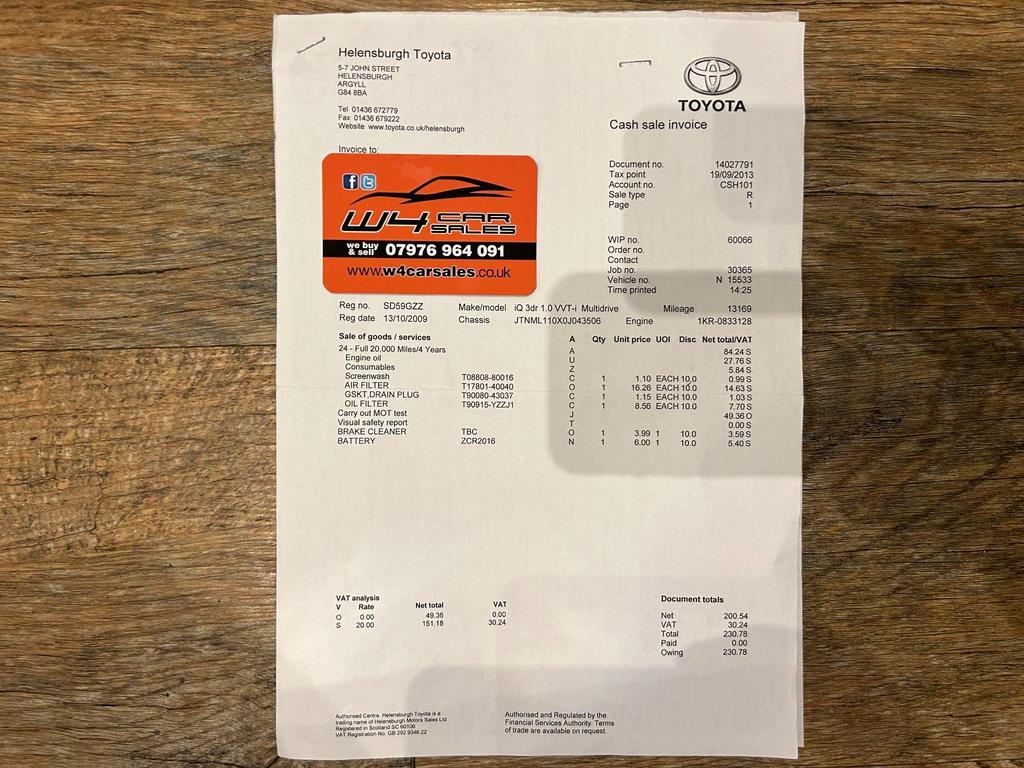 Helensburgh Toyota
5-7 JOHN STREET
HELENSBURGH
ARGYLL
G84 8BA
Tel 01436 672779
Fax 01436 679222
Website www.toyota.co.uk/helensburgh
TOYOTA
Cash sale invoice
Invoice to:
Document no. 14027791
Tax point 19/09/2013
Account no. CSH101
Sale type R
Page 1
WIP no. 60066
Order no.
Contact
Job no. 30365
Vehicle no. N 15533
Time printed 14:25
f t
W4 CAR SALES
we buy & sell 07976 964 091
www.w4carsales.co.uk
Reg no. SD59GZZ Make/model iQ 3dr 1.0 VVT-i Multidrive Mileage 13169
Reg date 13/10/2009 Chassis JTNML110X0J043506 Engine 1KR-0833128
Sale of goods / services A Qty Unit price UOI Disc Net total/VAT
24 - Full 20,000 Miles/4 Years A 84.24 S
Engine oil U 27.76 S
Consumables Z 5.84 S
Screenwash T08808-80016 C 1 1.10 EACH 10.0 0.99 S
AIR FILTER T17801-40040 O 1 16.26 EACH 10.0 14.63 S
GSKT,DRAIN PLUG T90080-43037 C 1 1.15 EACH 10.0 1.03 S
OIL FILTER T90915-YZZJ1 C 1 8.56 EACH 10.0 7.70 S
Carry out MOT test J 49.36 O
Visual safety report T 0.00 S
BRAKE CLEANER TBC O 1 3.99 1 10.0 3.59 S
BATTERY ZCR2016 N 1 6.00 1 10.0 5.40 S
VAT analysis
V Rate Net total VAT
O 0.00 49.36 0.00
S 20.00 151.18 30.24
Document totals
Net 200.54
VAT 30.24
Total 230.78
Paid 0.00
Owing 230.78
Authorised Centre. Helensburgh Toyota is a
trading name of Helensburgh Motors Sales Ltd
Registered in Scotland SC 60106
VAT Registration No. GB 292 9346 22
Authorised and Regulated by the
Financial Services Authority. Terms
of trade are available on request.